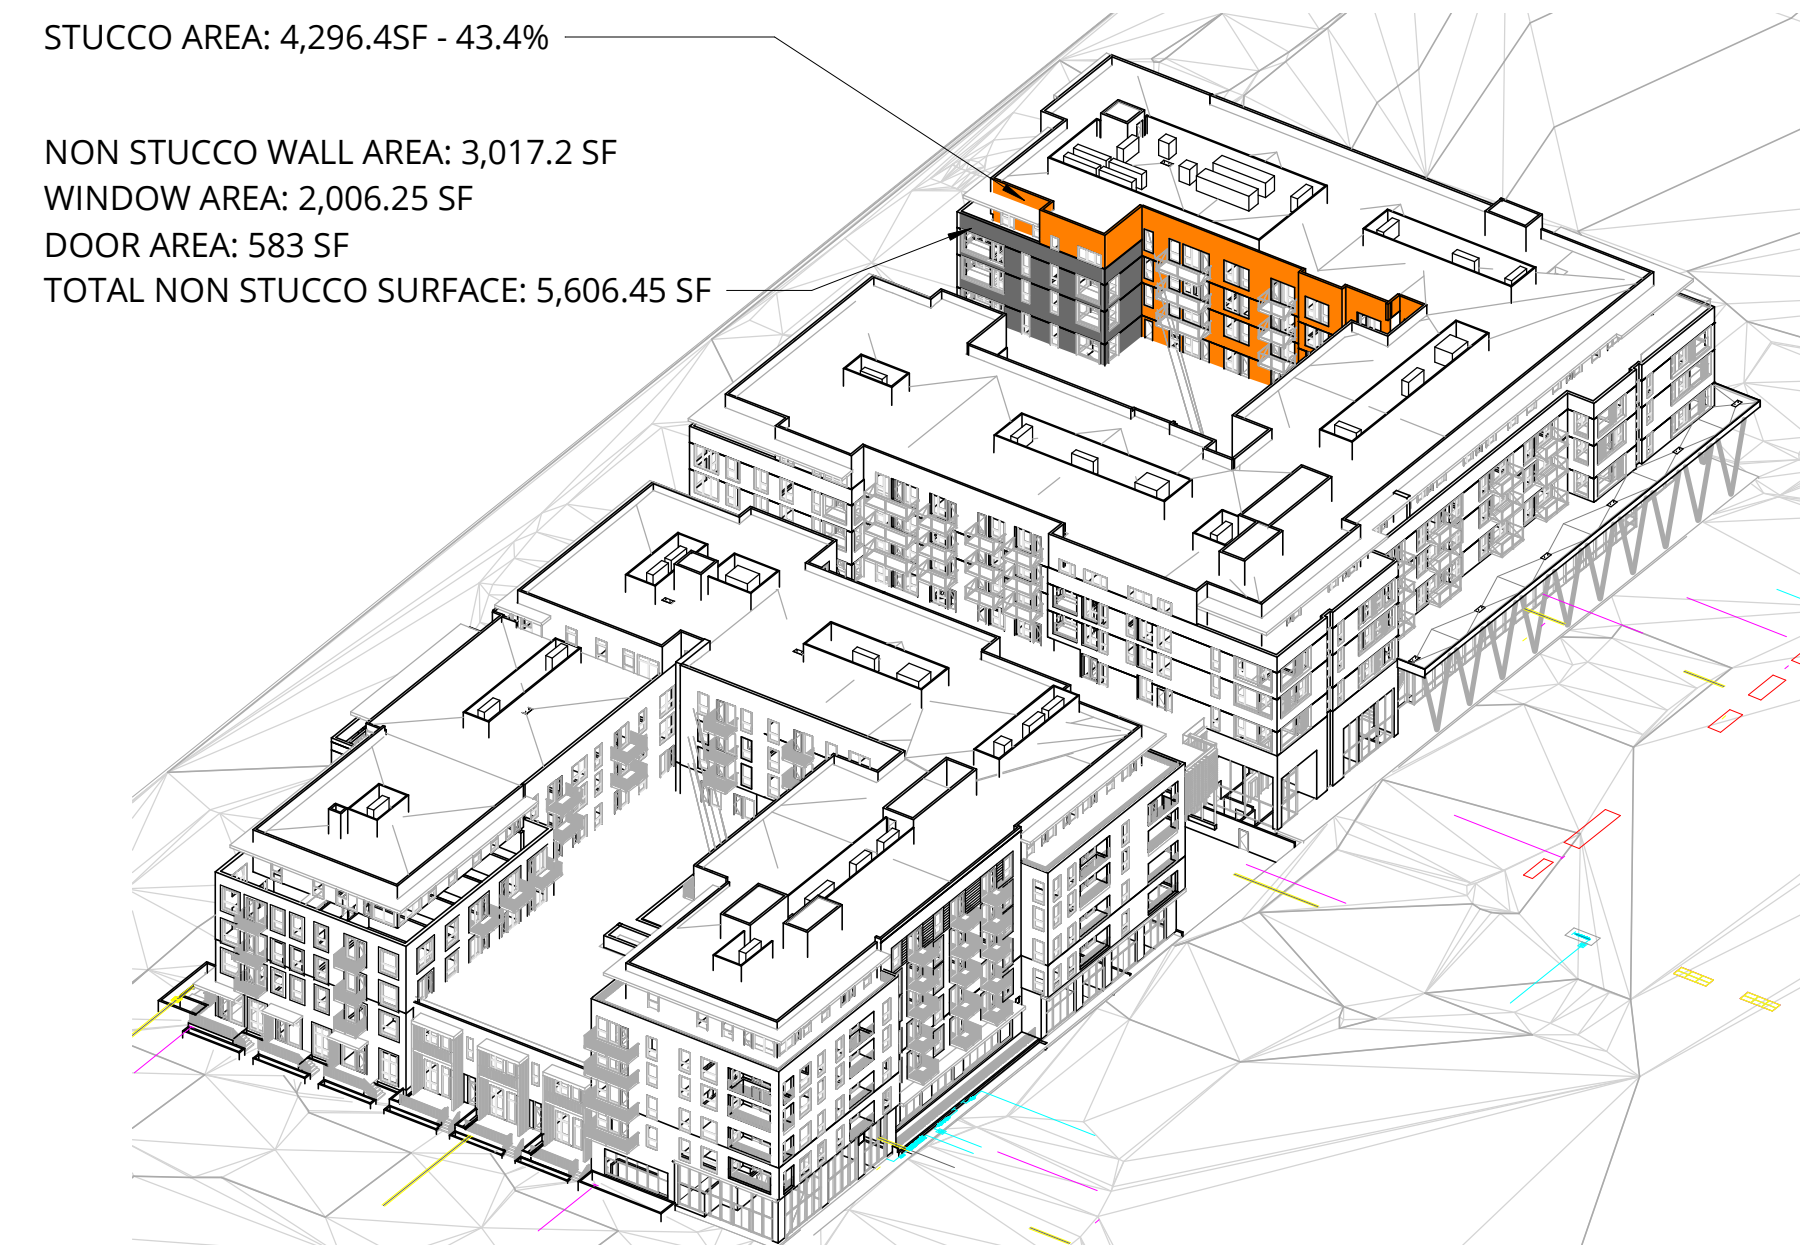 STUCCO AREA: 4,296.4SF - 43.4%
NON STUCCO WALL AREA: 3,017.2 SF
WINDOW AREA: 2,006.25 SF
DOOR AREA: 583 SF
TOTAL NON STUCCO SURFACE: 5,606.45 SF